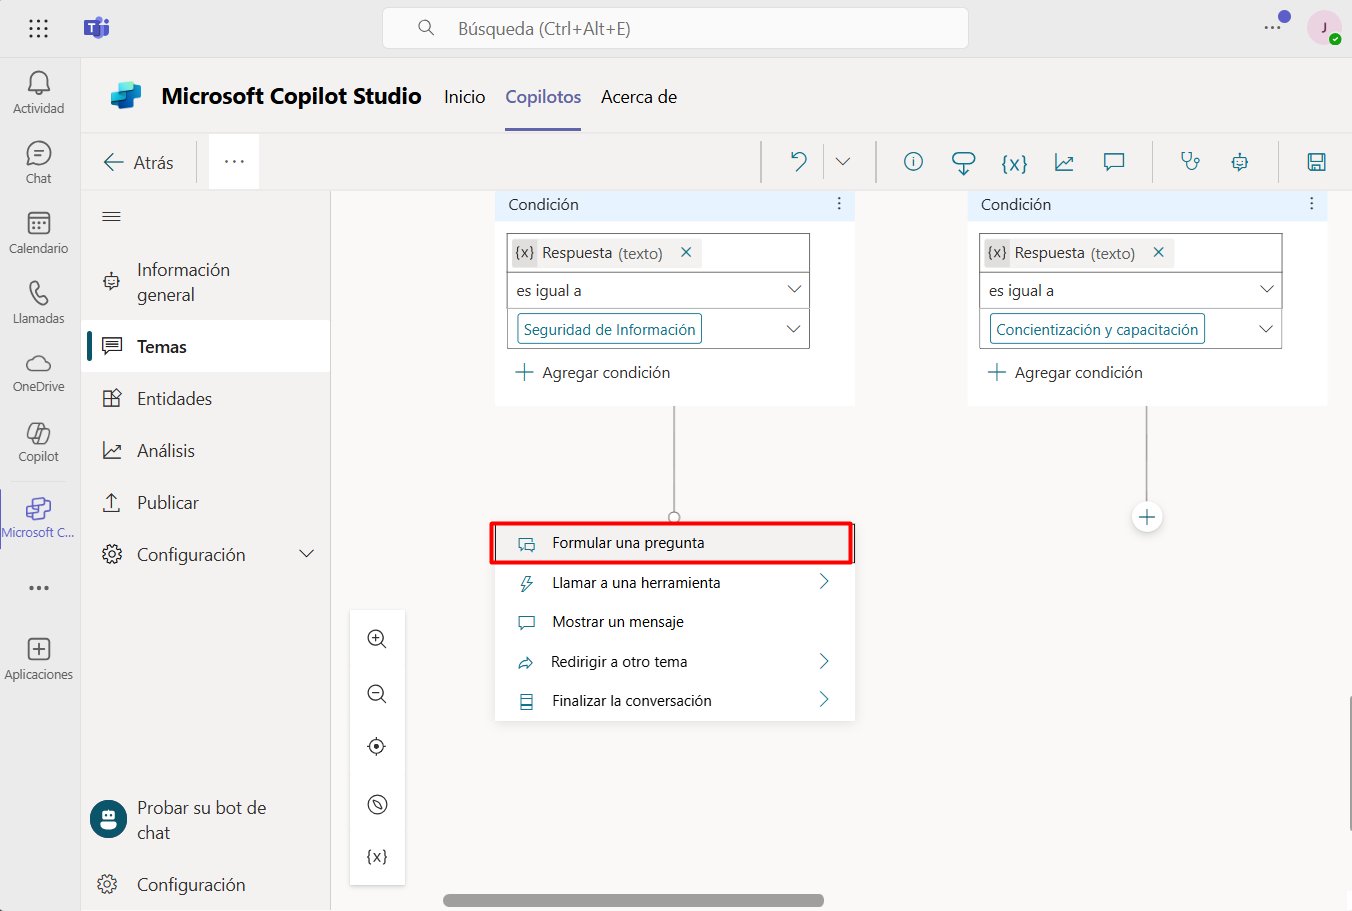 Búsqueda (Ctrl+Alt+E)
J
Actividad
Chat
Calendario
Llamadas
OneDrive
Copilot
Microsoft C...
Aplicaciones
Microsoft Copilot Studio
Inicio
Copilotos
Acerca de
Atrás
{x}
Información
general
Temas
Entidades
Análisis
Publicar
Configuración
Probar su bot de
chat
Configuración
Condición
{x} Respuesta (texto)
es igual a
Seguridad de Información
Agregar condición
Condición
{x} Respuesta (texto)
es igual a
Concientización y capacitación
Agregar condición
Formular una pregunta
Llamar a una herramienta
Mostrar un mensaje
Redirigir a otro tema
Finalizar la conversación
{x}